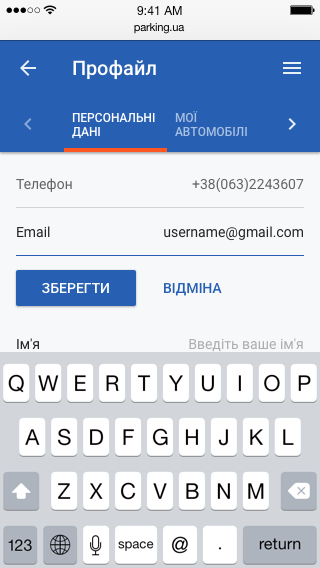 9:41 AM
parking.ua
Профайл
ПЕРСОНАЛЬНІ
ДАНІ
МОЇ
АВТОМОБІЛІ
Телефон +38(063)2243607
Email username@gmail.com
ЗБЕРЕГТИ ВІДМІНА
Ім'я Введіть ваше ім'я
Q W E R T Y U I O P
A S D F G H J K L
Z X C V B N M
123 space @ . return